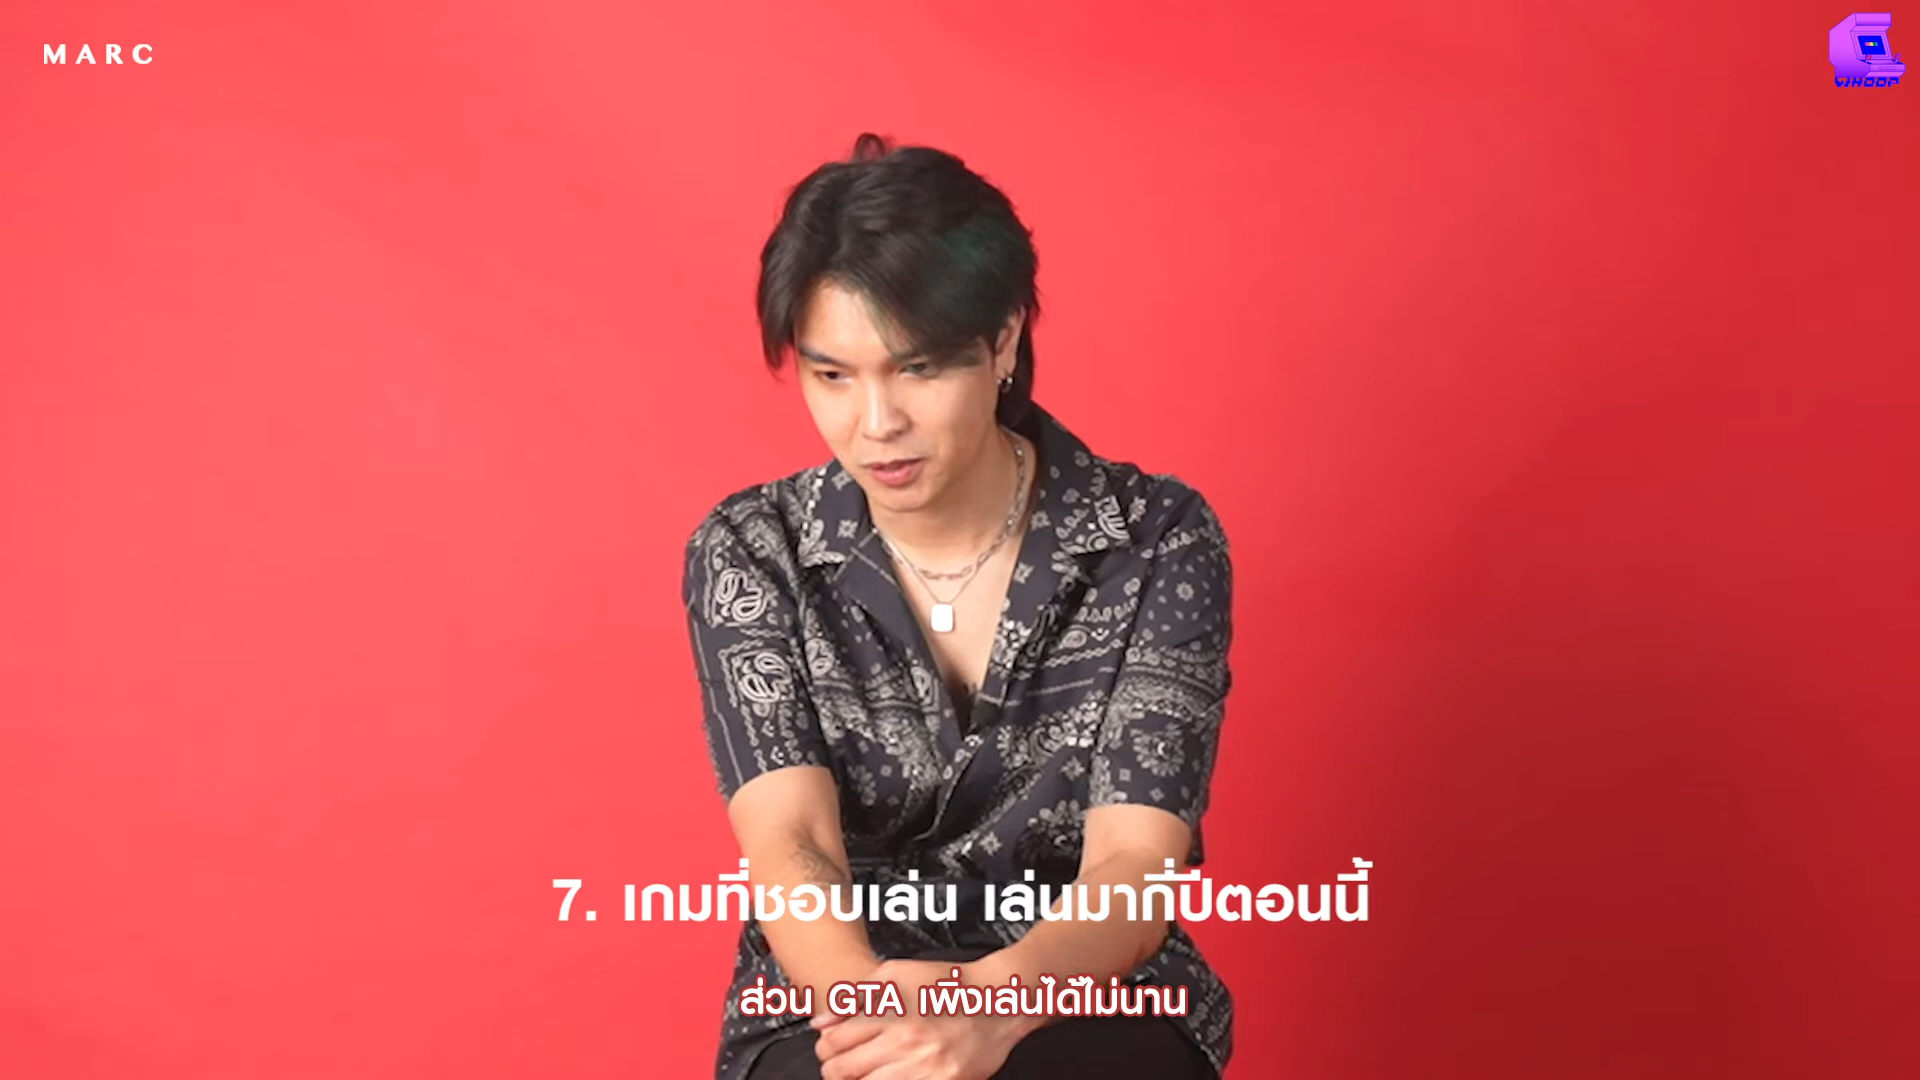 MARC
WHOOP
7. เกมที่ชอบเล่น เล่นมากี่ปีตอนนี้
ส่วน GTA เพิ่งเล่นได้ไม่นาน